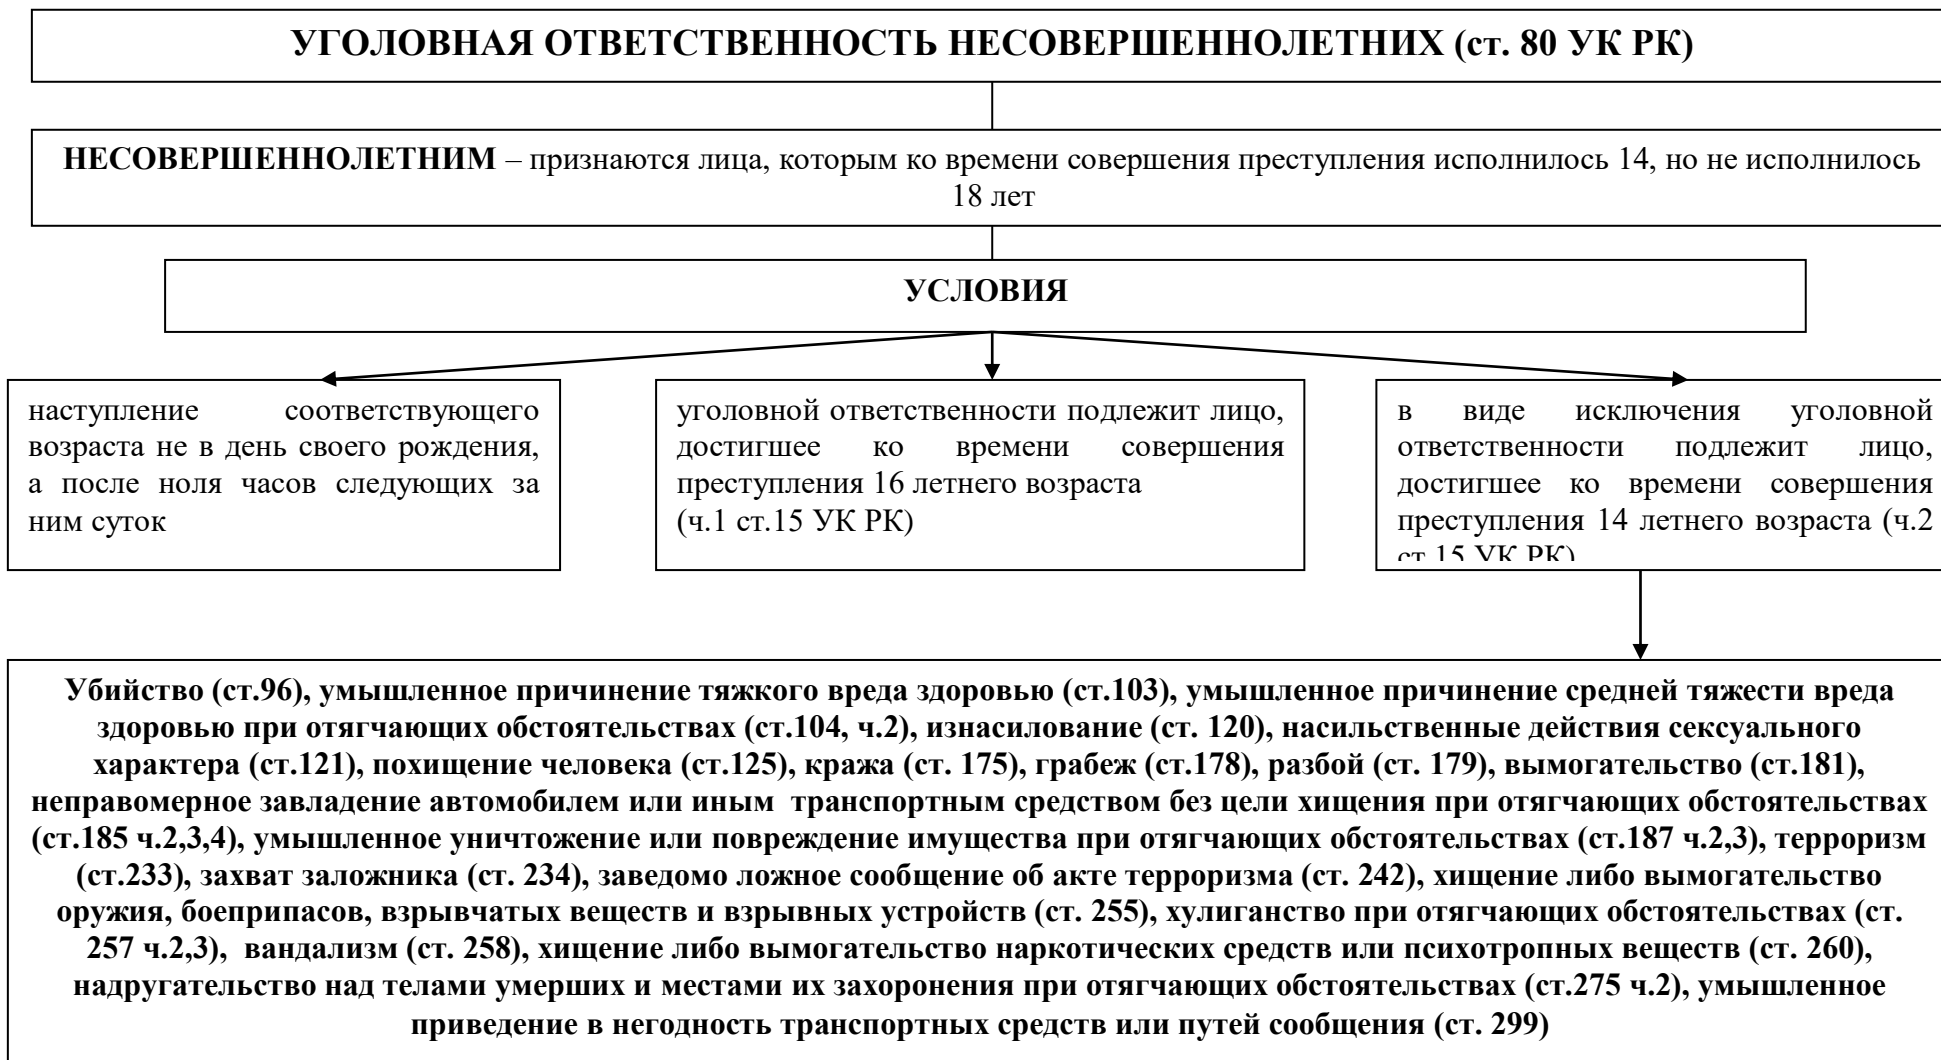 УГОЛОВНАЯ ОТВЕТСТВЕННОСТЬ НЕСОВЕРШЕННОЛЕТНИХ (ст. 80 УК РК)
НЕСОВЕРШЕННОЛЕТНИМ – признаются лица, которым ко времени совершения преступления исполнилось 14, но не исполнилось
18 лет
УСЛОВИЯ
наступление соответствующего
возраста не в день своего рождения,
а после ноля часов следующих за
ним суток
уголовной ответственности подлежит лицо,
достигшее ко времени совершения
преступления 16 летнего возраста
(ч.1 ст.15 УК РК)
в виде исключения уголовной
ответственности подлежит лицо,
достигшее ко времени совершения
преступления 14 летнего возраста (ч.2
ст.15 УК РК)
Убийство (ст.96), умышленное причинение тяжкого вреда здоровью (ст.103), умышленное причинение средней тяжести вреда
здоровью при отягчающих обстоятельствах (ст.104, ч.2), изнасилование (ст. 120), насильственные действия сексуального
характера (ст.121), похищение человека (ст.125), кража (ст. 175), грабеж (ст.178), разбой (ст. 179), вымогательство (ст.181),
неправомерное завладение автомобилем или иным транспортным средством без цели хищения при отягчающих обстоятельствах
(ст.185 ч.2,3,4), умышленное уничтожение или повреждение имущества при отягчающих обстоятельствах (ст.187 ч.2,3), терроризм
(ст.233), захват заложника (ст. 234), заведомо ложное сообщение об акте терроризма (ст. 242), хищение либо вымогательство
оружия, боеприпасов, взрывчатых веществ и взрывных устройств (ст. 255), хулиганство при отягчающих обстоятельствах (ст.
257 ч.2,3), вандализм (ст. 258), хищение либо вымогательство наркотических средств или психотропных веществ (ст. 260),
надругательство над телами умерших и местами их захоронения при отягчающих обстоятельствах (ст.275 ч.2), умышленное
приведение в негодность транспортных средств или путей сообщения (ст. 299)